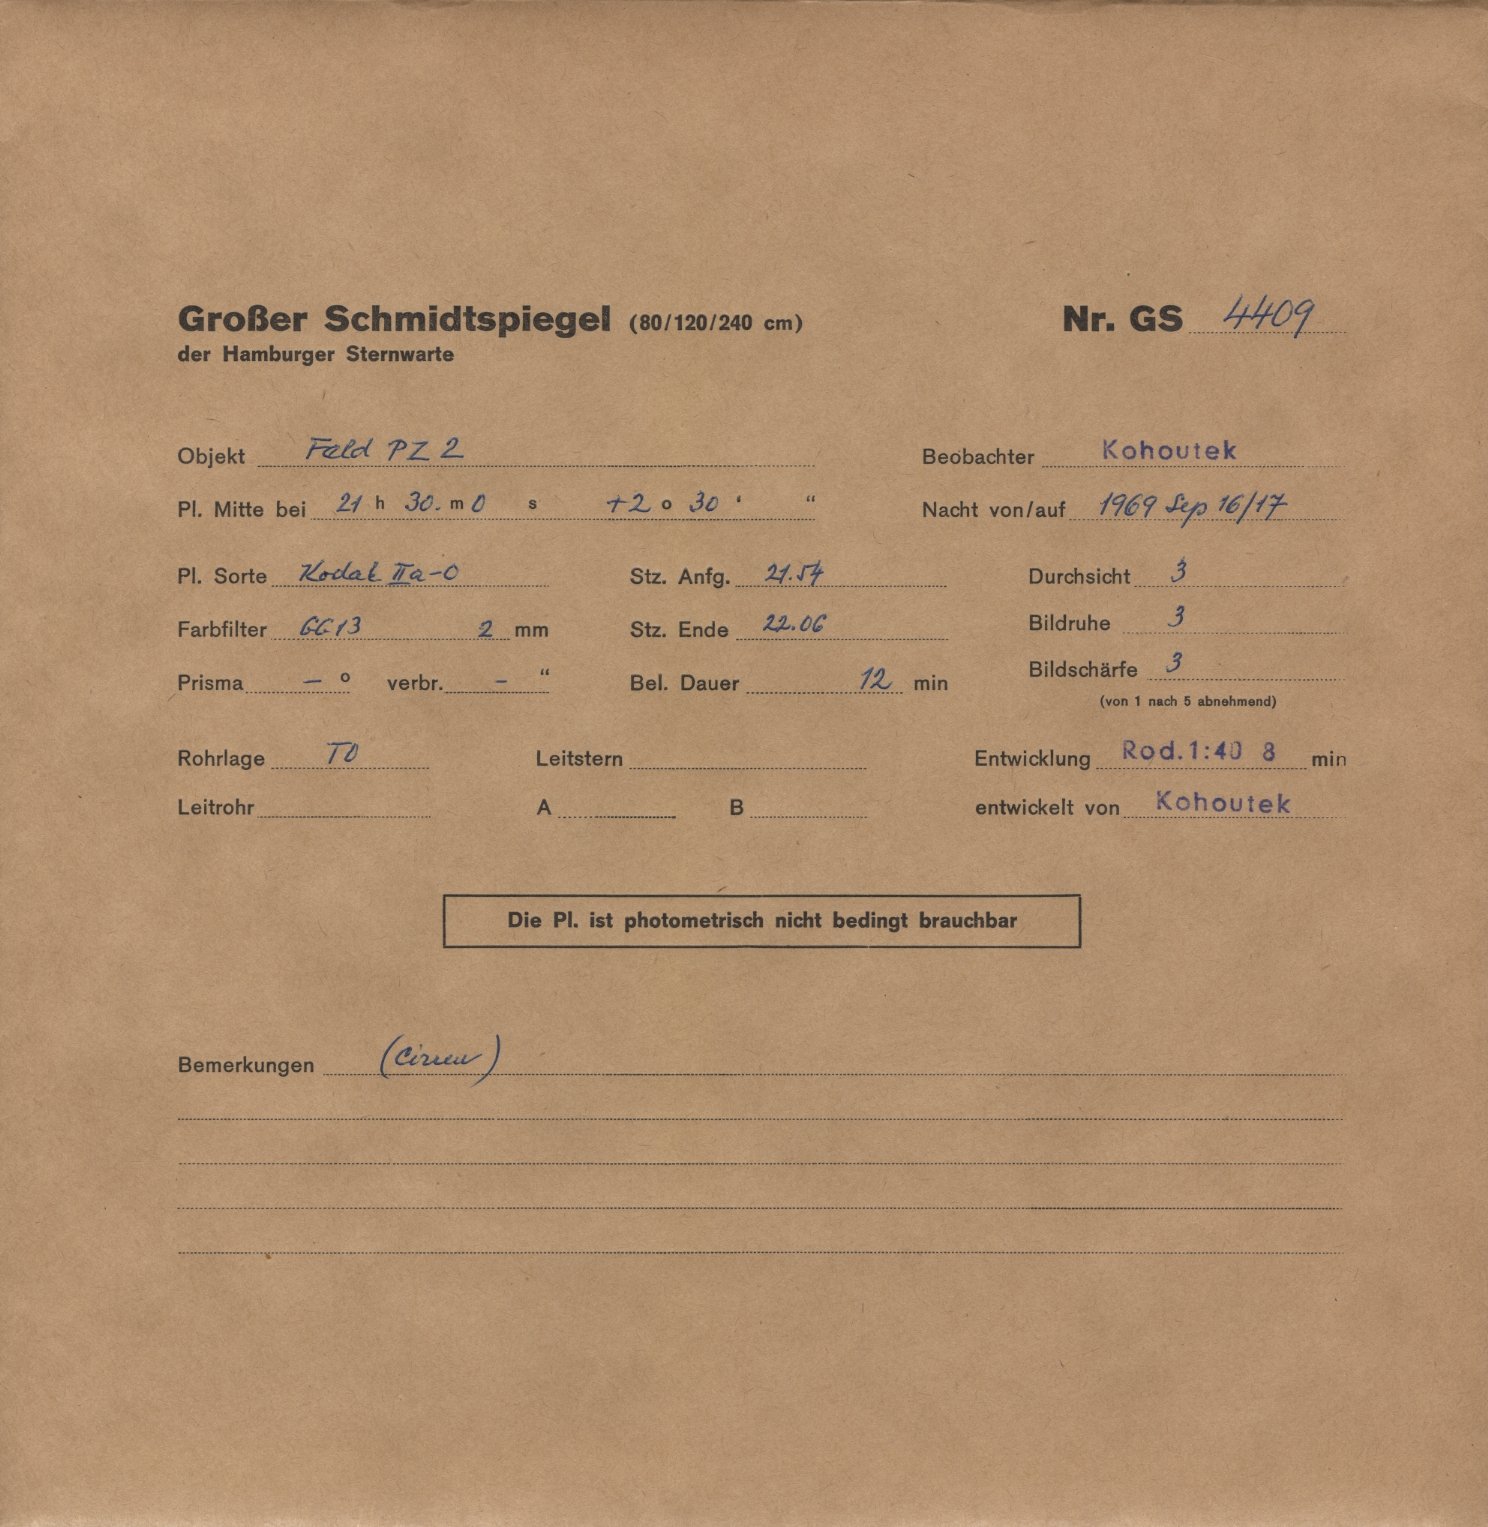 Großer Schmidtspiegel (80/120/240 cm) Nr. GS 4409
der Hamburger Sternwarte
Objekt Feld PZ 2 Beobachter Kohoutek
Pl. Mitte bei 21 h 30. m 0 s +2 o 30 ' " Nacht von/auf 1969 Sep 16/17
Pl. Sorte Kodak IIa-O Stz. Anfg. 21.54 Durchsicht 3
Farbfilter GG13 2 mm Stz. Ende 22.06 Bildruhe 3
Prisma – o verbr. – " Bel. Dauer 12 min Bildschärfe 3
(von 1 nach 5 abnehmend)
Rohrlage TO Leitstern Entwicklung Rod.1:40 8 min
Leitrohr A B entwickelt von Kohoutek
Die Pl. ist photometrisch nicht bedingt brauchbar
Bemerkungen (Cirren)